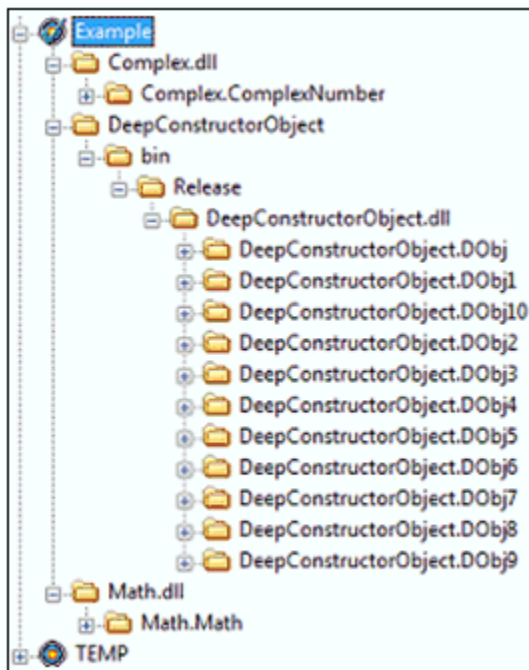 Example
Complex.dll
Complex.ComplexNumber
DeepConstructorObject
bin
Release
DeepConstructorObject.dll
DeepConstructorObject.DObj
DeepConstructorObject.DObj1
DeepConstructorObject.DObj10
DeepConstructorObject.DObj2
DeepConstructorObject.DObj3
DeepConstructorObject.DObj4
DeepConstructorObject.DObj5
DeepConstructorObject.DObj6
DeepConstructorObject.DObj7
DeepConstructorObject.DObj8
DeepConstructorObject.DObj9
Math.dll
Math.Math
TEMP